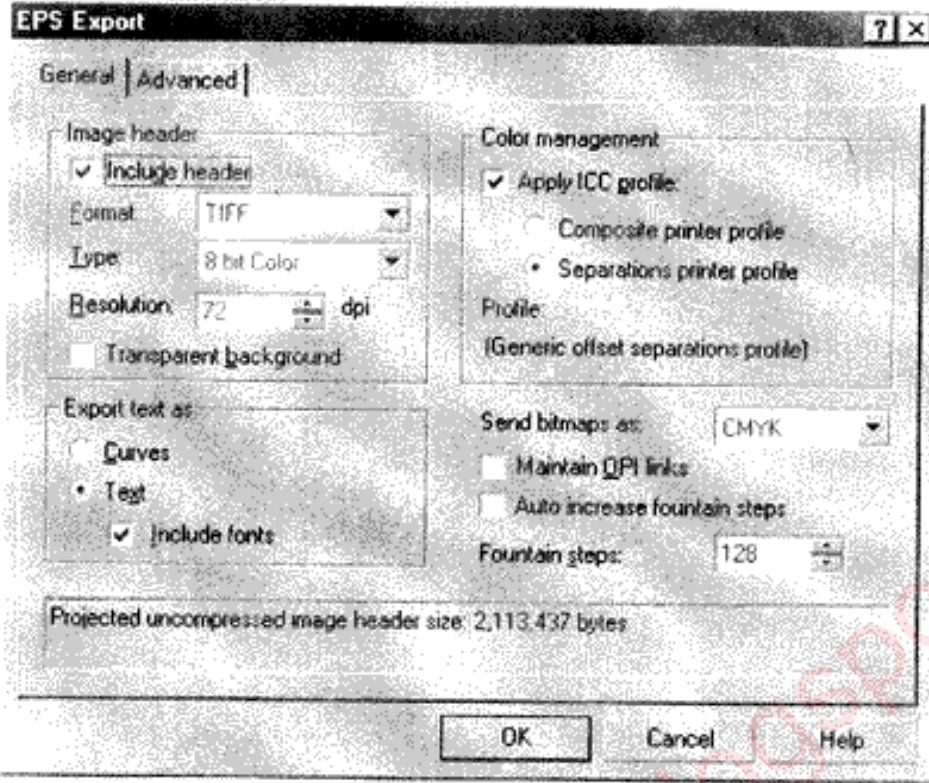 EPS Export
General
Advanced
Image header
Include header
Format
TIFF
Type
8 bit Color
Resolution:
72
dpi
Transparent background
Export text as:
Curves
Text
Include fonts
Color management
Apply ICC profile:
Composite printer profile
Separations printer profile
Profile
(Generic offset separations profile)
Send bitmaps as:
CMYK
Maintain OPI links
Auto increase fountain steps
Fountain steps:
128
Projected uncompressed image header size: 2,113,437 bytes
OK
Cancel
Help